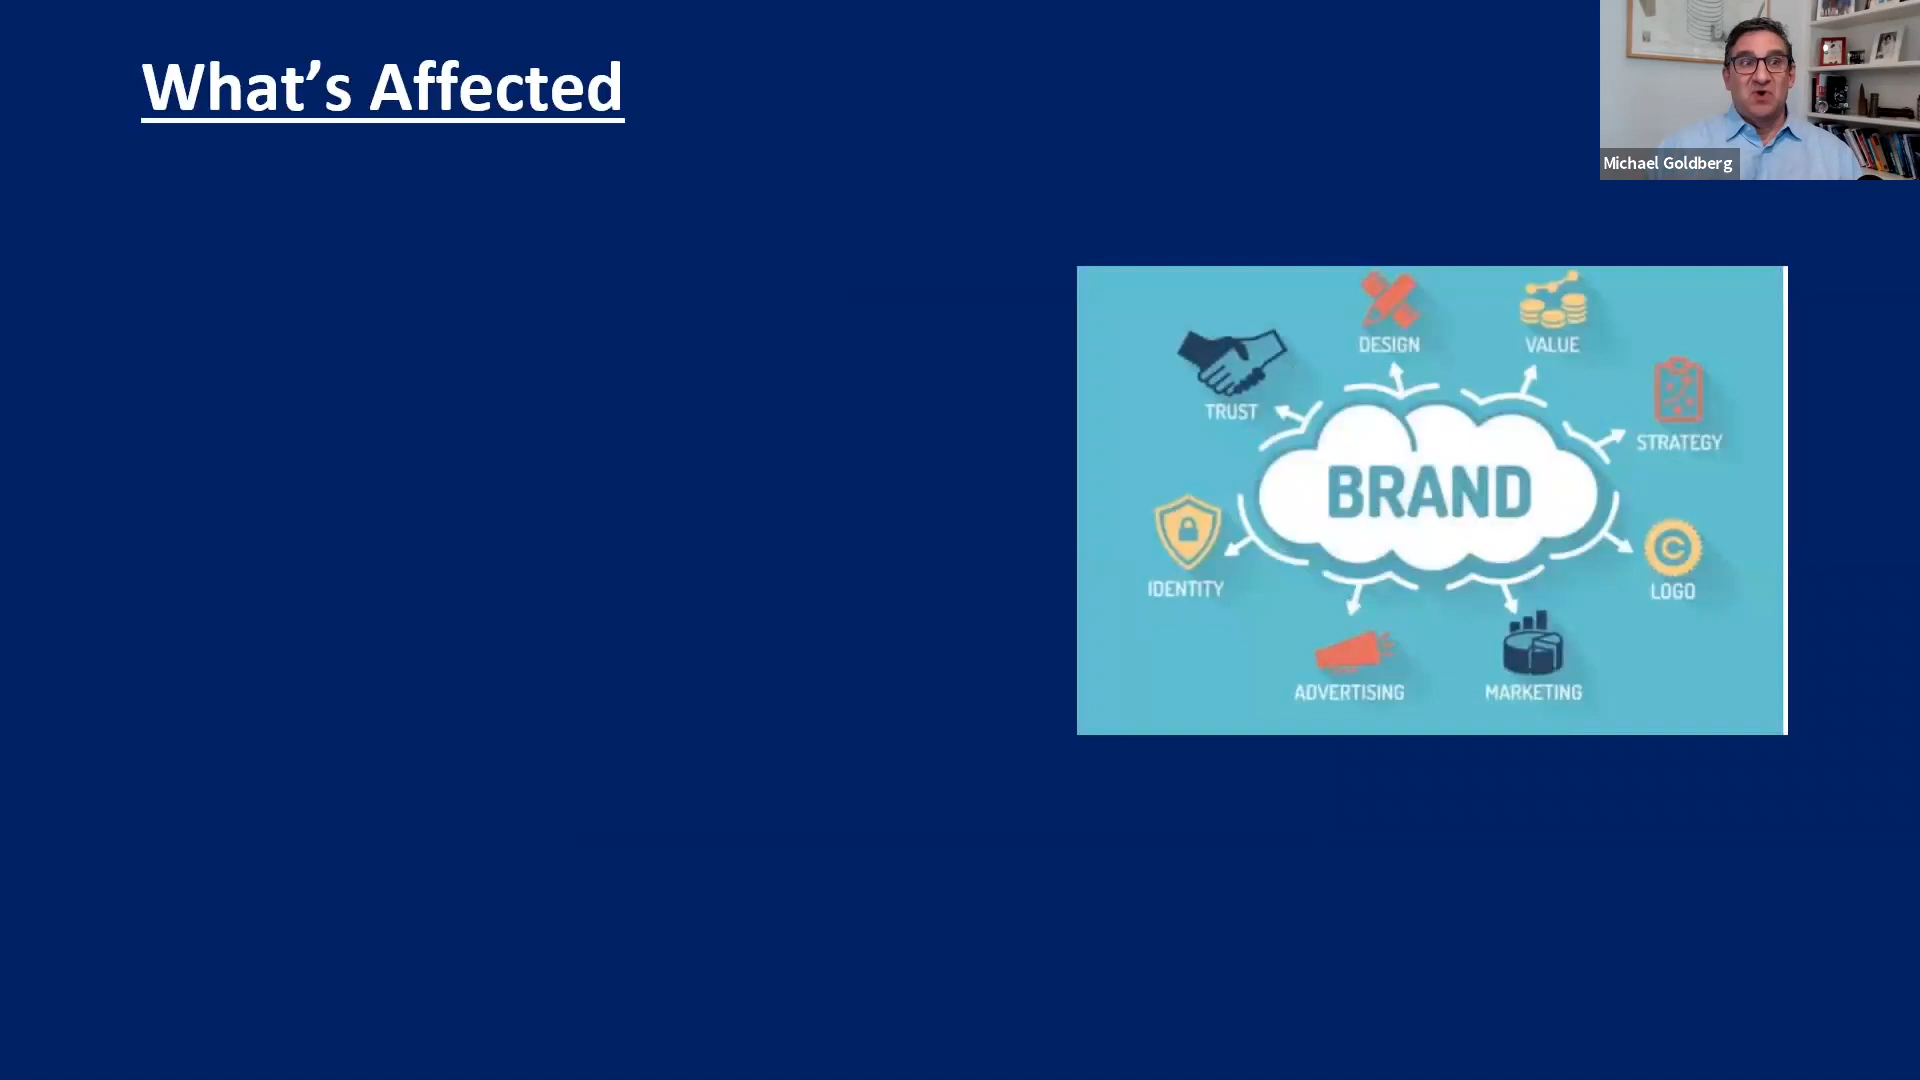 What's Affected
Michael Goldberg
DESIGN
VALUE
TRUST
STRATEGY
BRAND
IDENTITY
C
LOGO
ADVERTISING
MARKETING